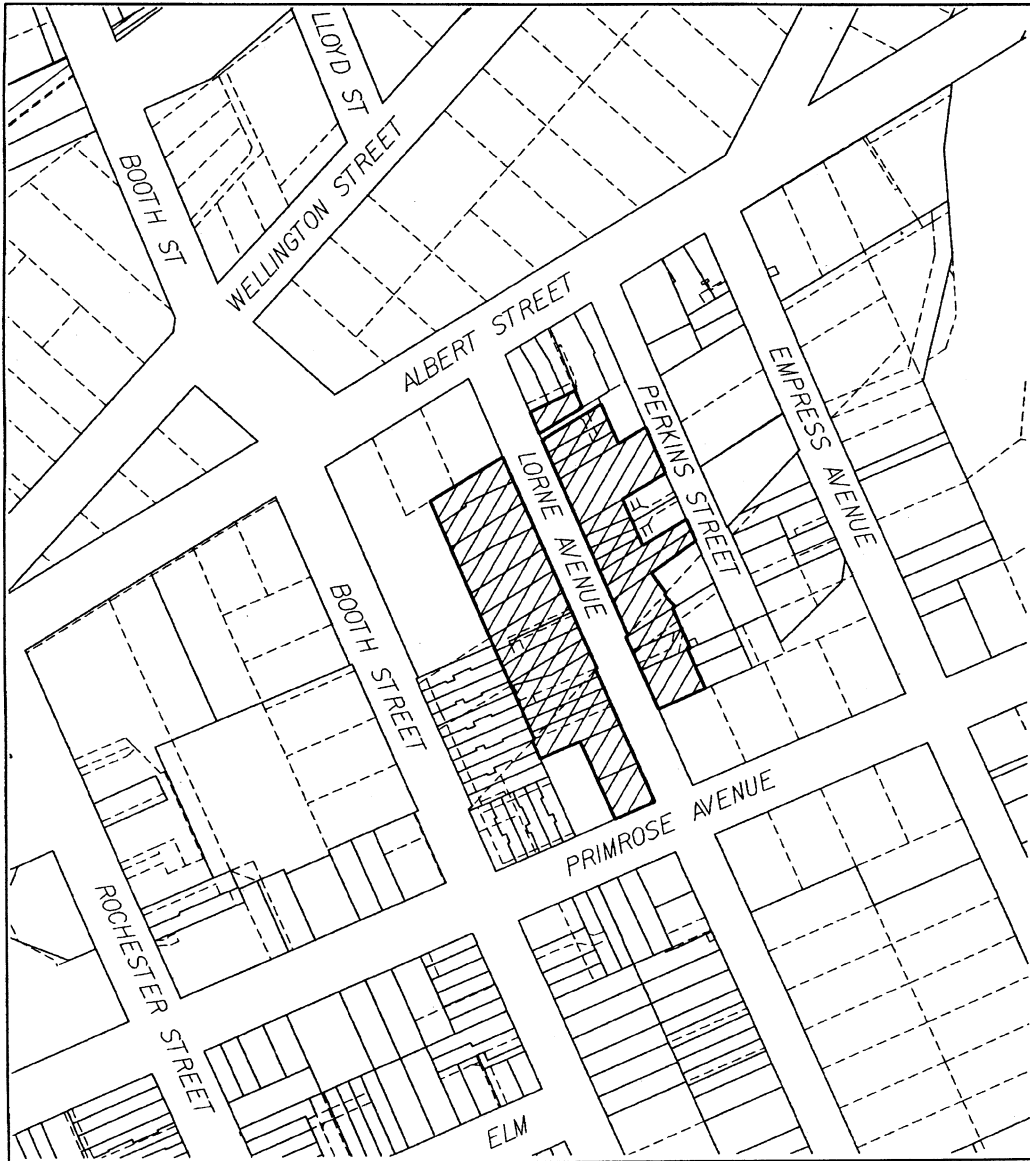 LLOYD ST
BOOTH ST
WELLINGTON STREET
ALBERT STREET
LORNE AVENUE
PERKINS STREET
EMPRESS AVENUE
BOOTH STREET
PRIMROSE AVENUE
ROCHESTER STREET
ELM